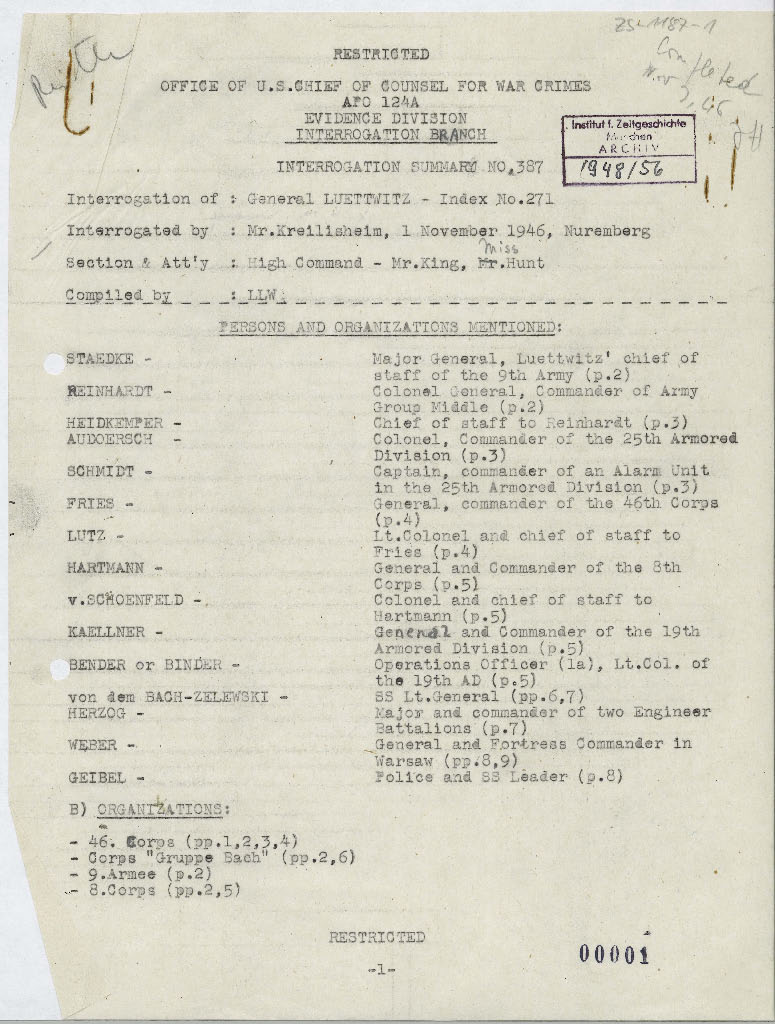 ZS-1187-1
Completed
Nov 3, 46
RESTRICTED
OFFICE OF U.S.CHIEF OF COUNSEL FOR WAR CRIMES
APO 124A
EVIDENCE DIVISION
INTERROGATION BRANCH
Institut f. Zeitgeschichte
München
ARCHIV
1948/56
INTERROGATION SUMMARY NO.387
Interrogation of : General LUETTWITZ - Index No.271
Interrogated by : Mr.Kreilisheim, 1 November 1946, Nuremberg
Miss
Section & Att'y : High Command - Mr.King, Mr.Hunt
Compiled by : LLW
PERSONS AND ORGANIZATIONS MENTIONED:
STAEDKE - Major General, Luettwitz' chief of
staff of the 9th Army (p.2)
REINHARDT - Colonel General, Commander of Army
Group Middle (p.2)
HEIDKEMPER - Chief of staff to Reinhardt (p.3)
AUDOERSCH - Colonel, Commander of the 25th Armored
Division (p.3)
SCHMIDT - Captain, commander of an Alarm Unit
in the 25th Armored Division (p.3)
FRIES - General, commander of the 46th Corps
(p.4)
LUTZ - Lt.Colonel and chief of staff to
Fries (p.4)
HARTMANN - General and Commander of the 8th
Corps (p.5)
v.SCHOENFELD - Colonel and chief of staff to
Hartmann (p.5)
KAELLNER - General and Commander of the 19th
Armored Division (p.5)
BENDER or BINDER - Operations Officer (1a), Lt.Col. of
the 19th AD (p.5)
von dem BACH-ZELEWSKI - SS Lt.General (pp.6,7)
HERZOG - Major and commander of two Engineer
Battalions (p.7)
WEBER - General and Fortress Commander in
Warsaw (pp.8,9)
GEIBEL - Police and SS Leader (p.8)
B) ORGANIZATIONS:
- 46. Corps (pp.1,2,3,4)
- Corps "Gruppe Bach" (pp.2,6)
- 9.Armee (p.2)
- 8.Corps (pp.2,5)
RESTRICTED
00001
-1-